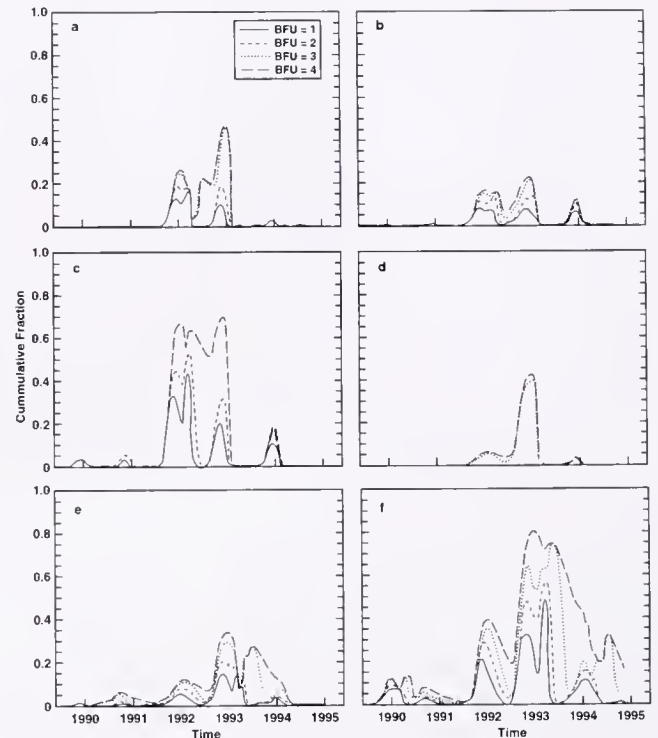 a
BFU = 1
BFU = 2
BFU = 3
BFU = 4
1.0
0.8
0.6
0.4
0.2
0
b
c
1.0
0.8
0.6
0.4
0.2
0
d
Cummulative Fraction
e
1.0
0.8
0.6
0.4
0.2
0
1990 1991 1992 1993 1994 1995
Time
f
1990 1991 1992 1993 1994 1995
Time